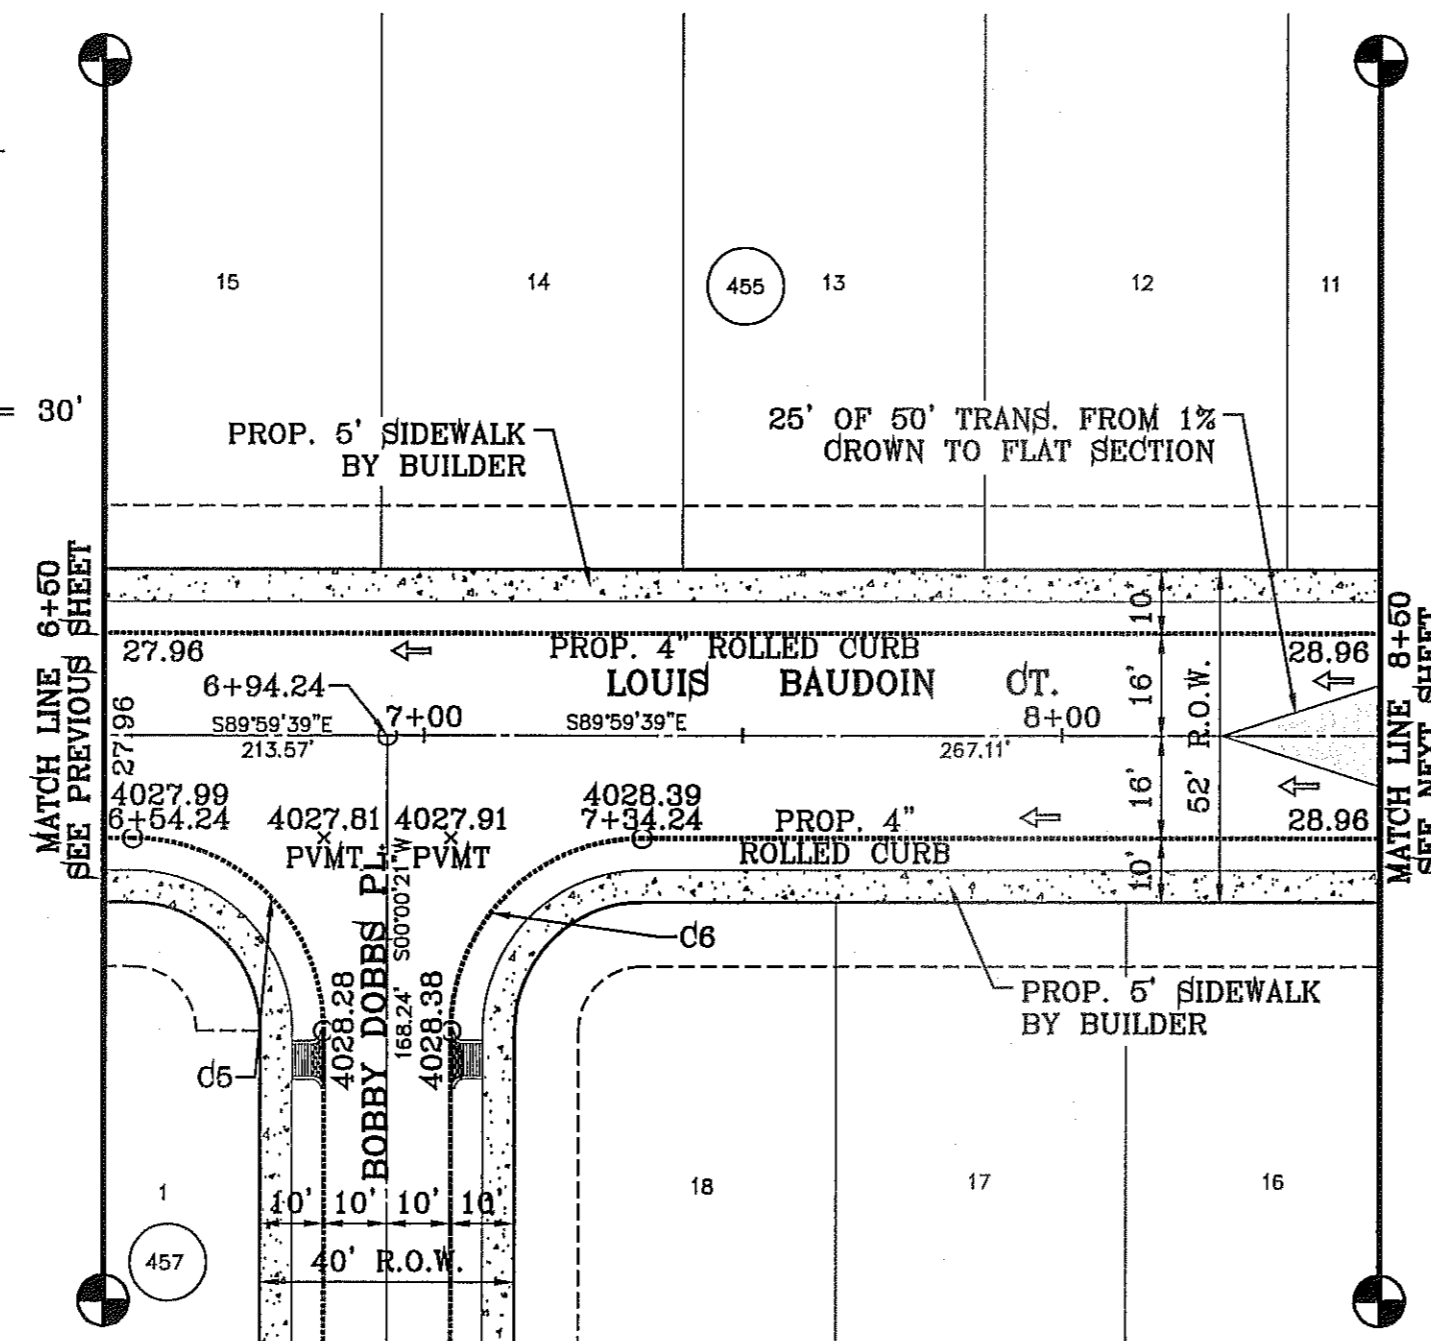 15
14
455
13
12
11
= 30'
PROP. 5' SIDEWALK
BY BUILDER
25' OF 50' TRANS. FROM 1%
CROWN TO FLAT SECTION
MATCH LINE 6+50
SEE PREVIOUS SHEET
MATCH LINE 8+50
SEE NEXT SHEET
27.96
PROP. 4" ROLLED CURB
28.96
6+94.24
LOUIS BAUDOIN CT.
S89°59'39"E
213.57'
7+00
S89°59'39"E
8+00
267.11'
27.96
10'
16'
16'
10'
52' R.O.W.
4027.99
6+54.24
4027.81
PVMT
4027.91
PVMT
4028.39
7+34.24
PROP. 4"
ROLLED CURB
28.96
BOBBY DOBBS PL.
S00°00'21"W
168.24'
C6
4028.28
4028.38
C5
PROP. 5' SIDEWALK
BY BUILDER
1
457
10' 10' 10' 10'
40' R.O.W.
18
17
16